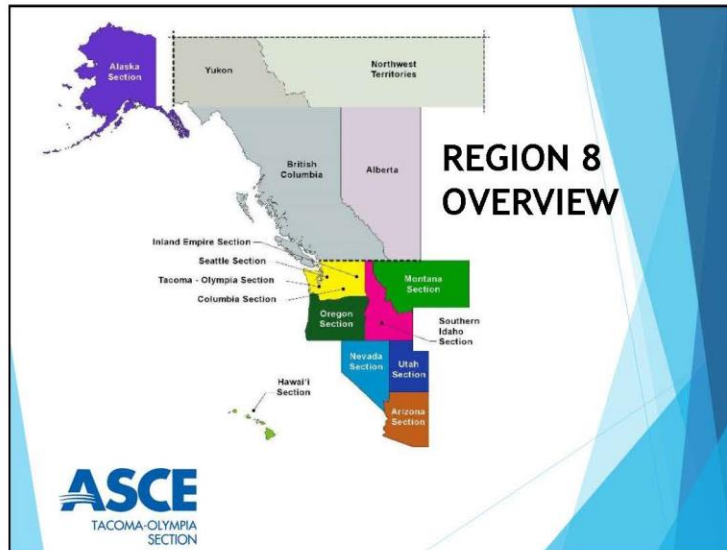 Alaska
Section
Yukon
Northwest
Territories
British
Columbia
Alberta
REGION 8
OVERVIEW
Inland Empire Section
Seattle Section
Tacoma - Olympia Section
Columbia Section
Montana
Section
Oregon
Section
Southern
Idaho
Section
Nevada
Section
Utah
Section
Hawai'i
Section
Arizona
Section
ASCE
TACOMA-OLYMPIA
SECTION